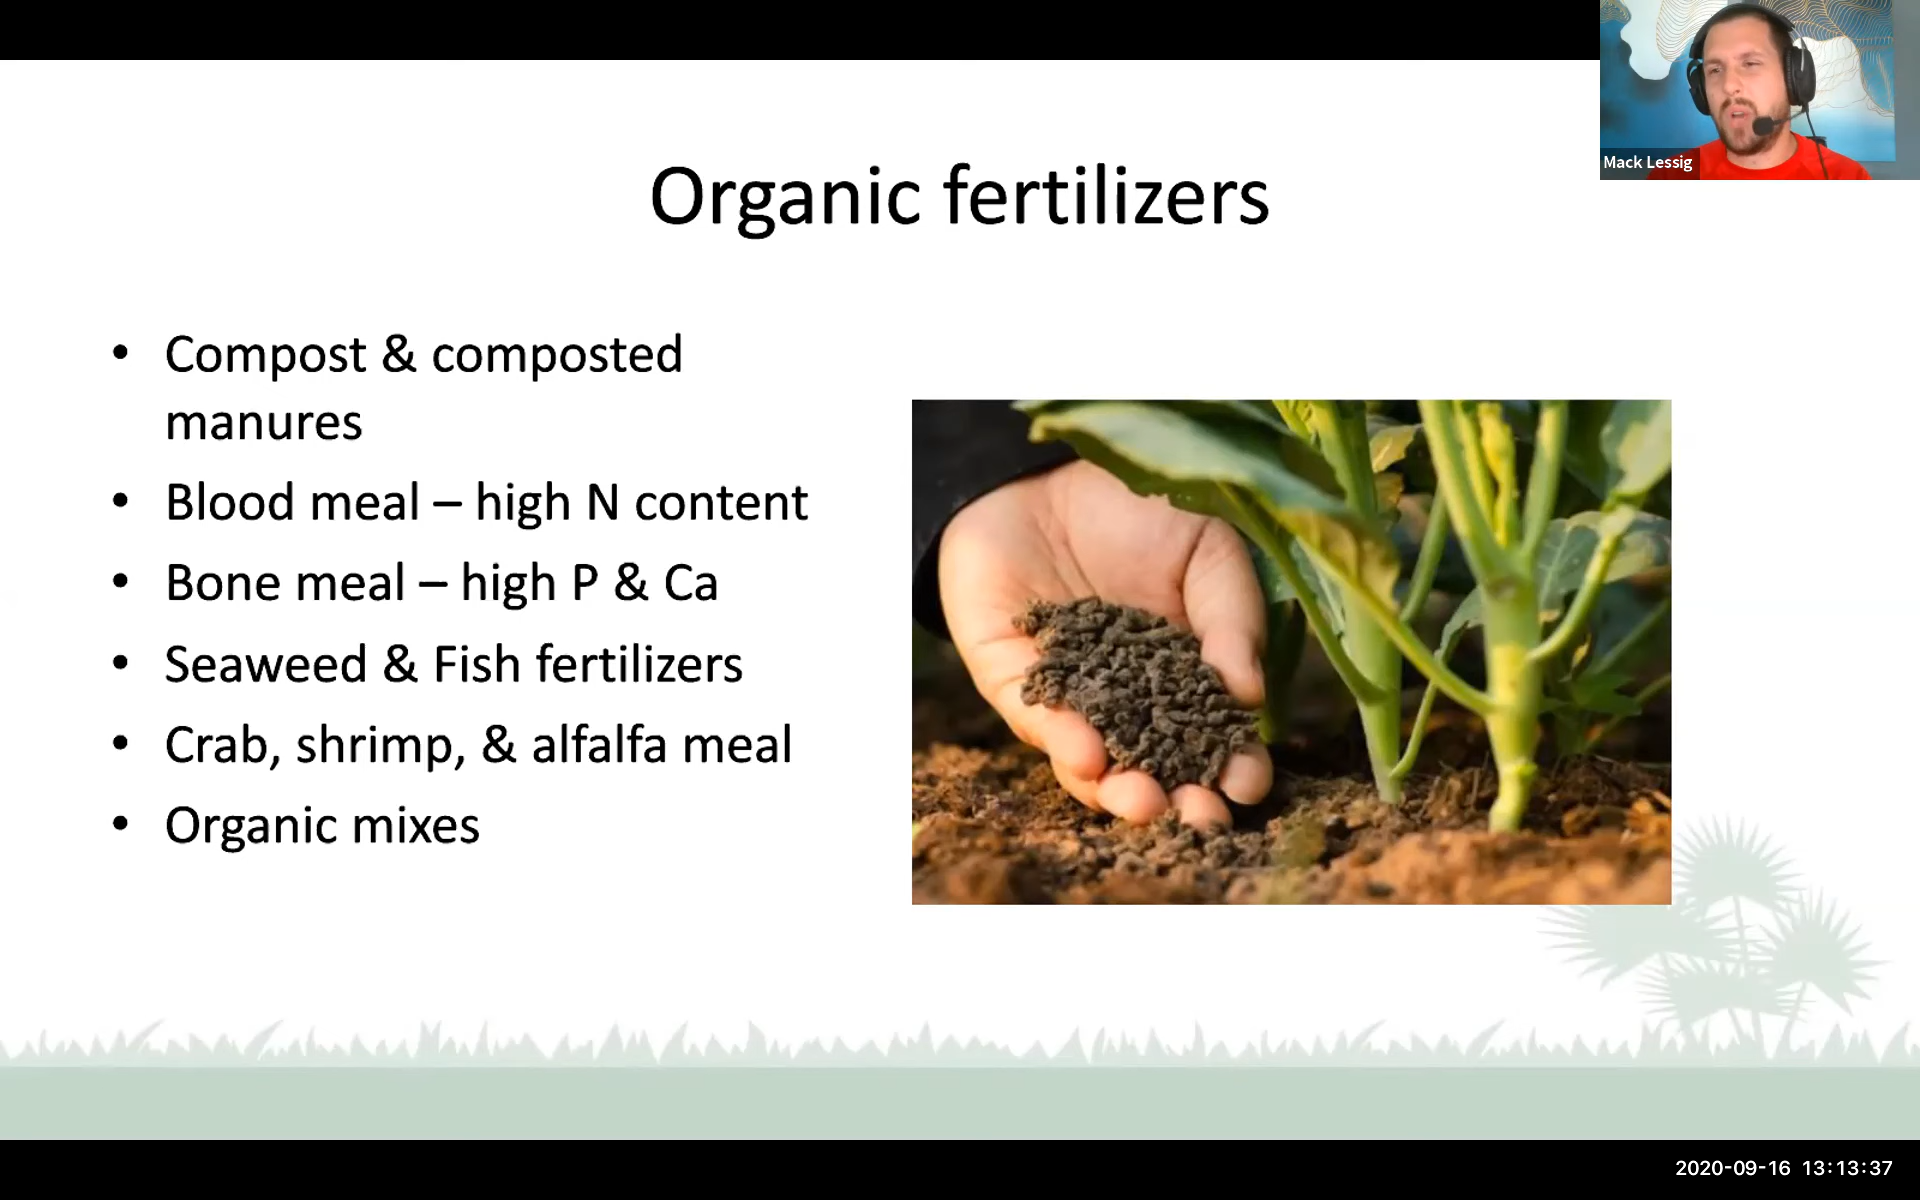 Mack Lessig
Organic fertilizers
• Compost & composted
manures
• Blood meal – high N content
• Bone meal – high P & Ca
• Seaweed & Fish fertilizers
• Crab, shrimp, & alfalfa meal
• Organic mixes
2020-09-16 13:13:37